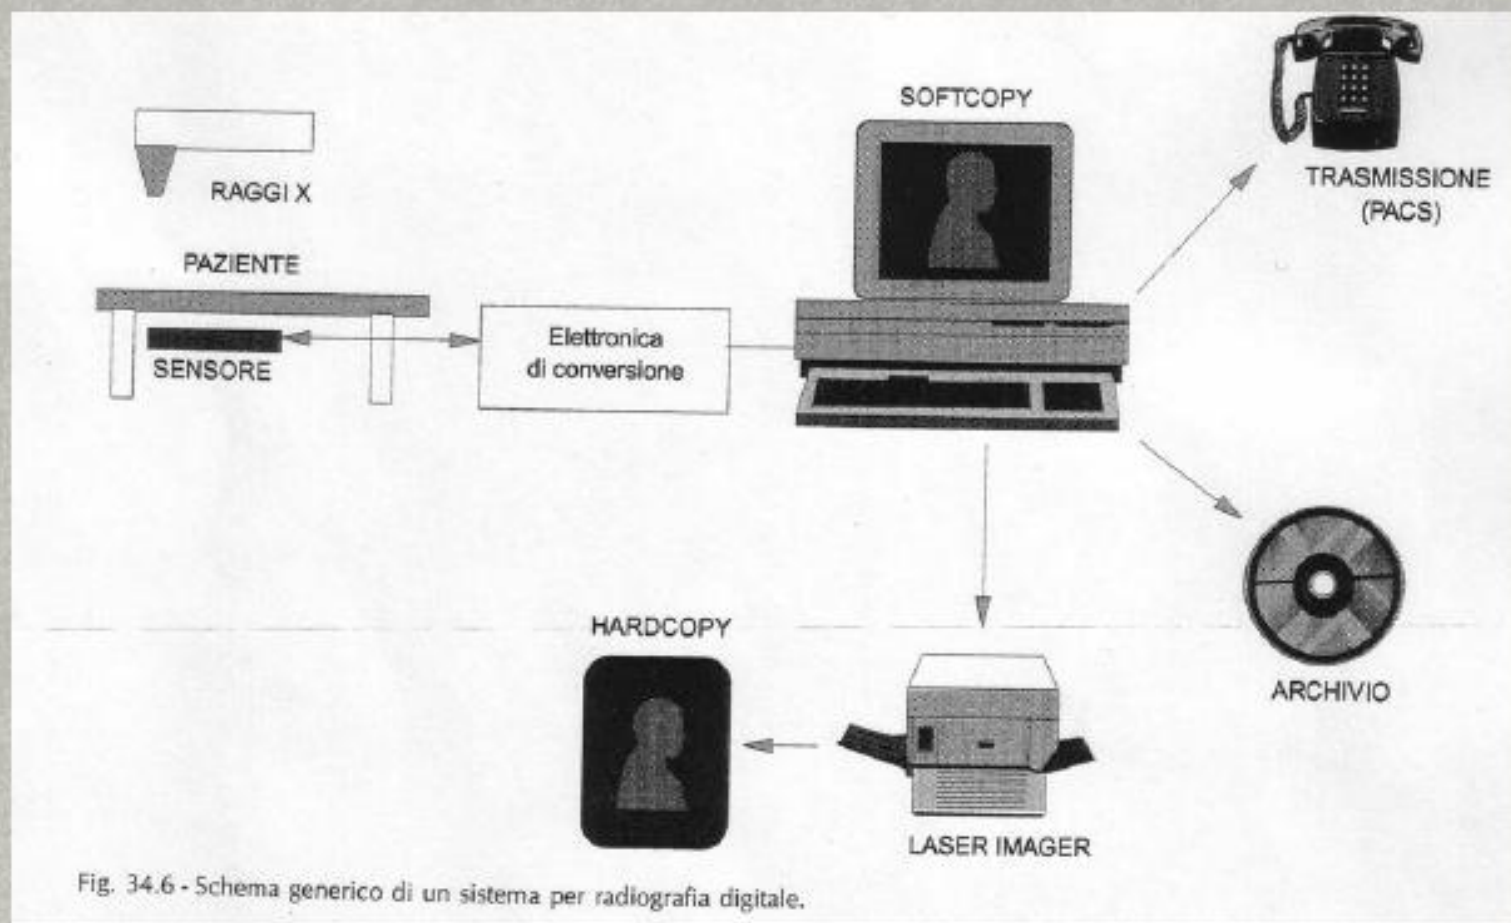 SOFTCOPY
TRASMISSIONE
(PACS)
RAGGI X
PAZIENTE
SENSORE
Elettronica
di conversione
HARDCOPY
ARCHIVIO
LASER IMAGER
Fig. 34.6 - Schema generico di un sistema per radiografia digitale.